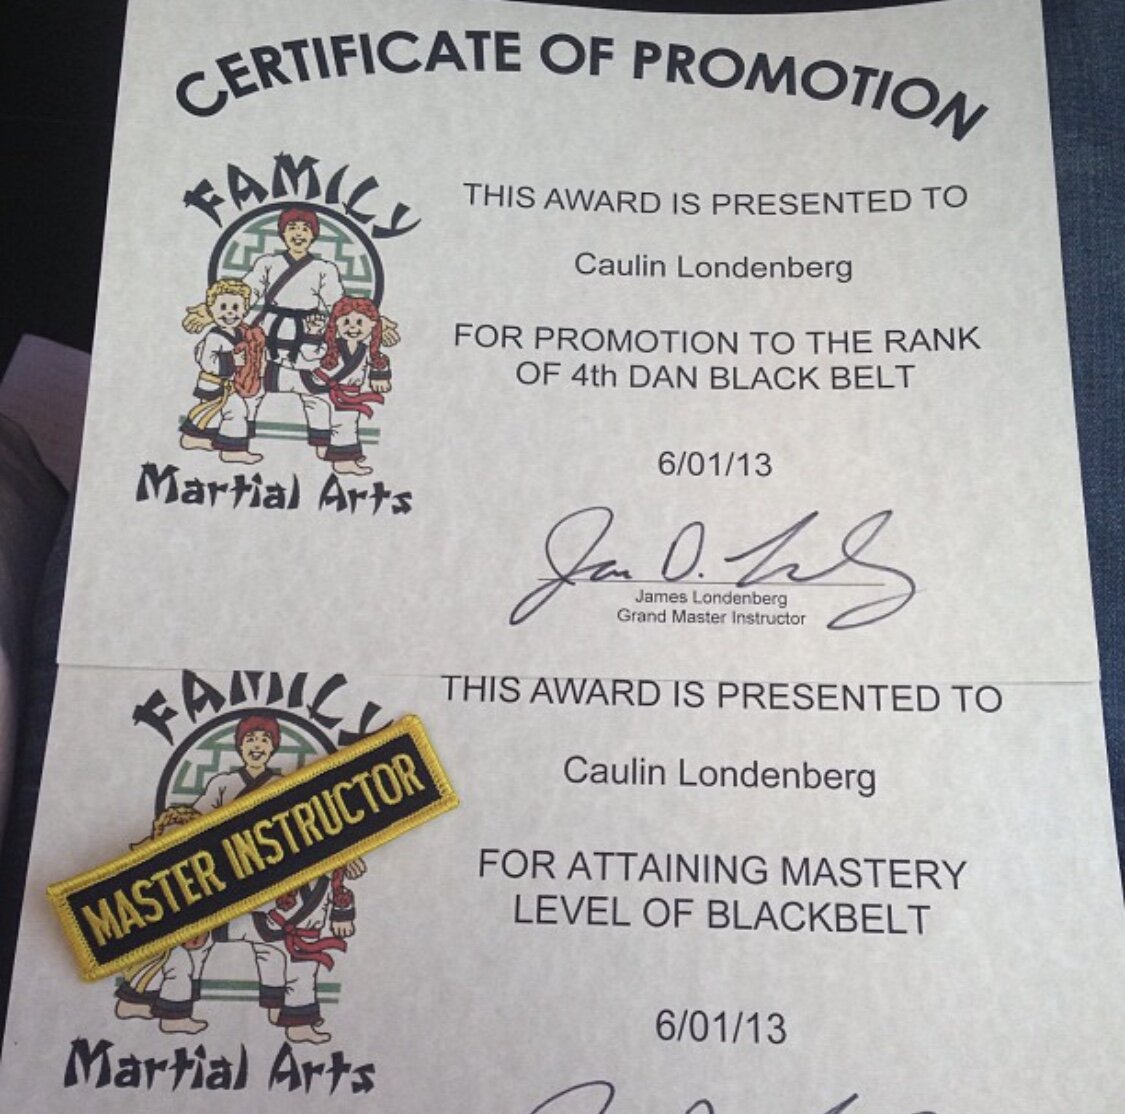 CERTIFICATE OF PROMOTION
FAMILY
Martial Arts
THIS AWARD IS PRESENTED TO
Caulin Londenberg
FOR PROMOTION TO THE RANK
OF 4th DAN BLACK BELT
6/01/13
James Londenberg
Grand Master Instructor
FAMILY
MASTER INSTRUCTOR
Martial Arts
THIS AWARD IS PRESENTED TO
Caulin Londenberg
FOR ATTAINING MASTERY
LEVEL OF BLACKBELT
6/01/13